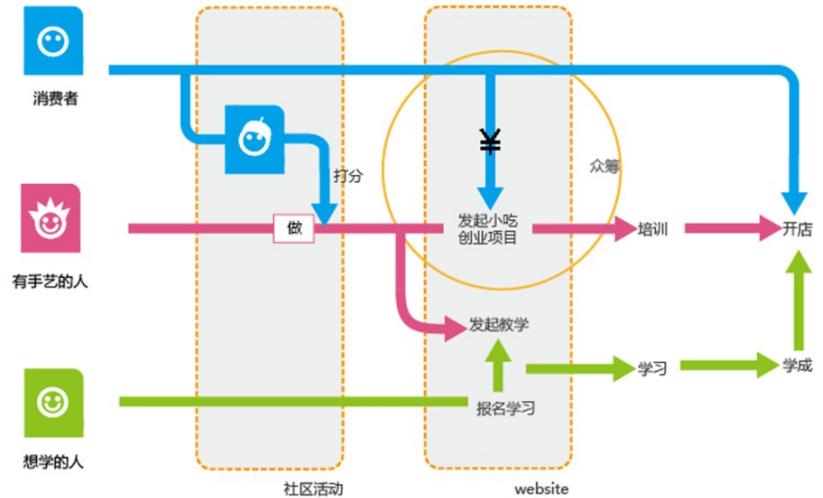 消费者
打分
¥
众筹
有手艺的人
做
发起小吃
创业项目
培训
开店
发起教学
学习
学成
报名学习
想学的人
社区活动
website